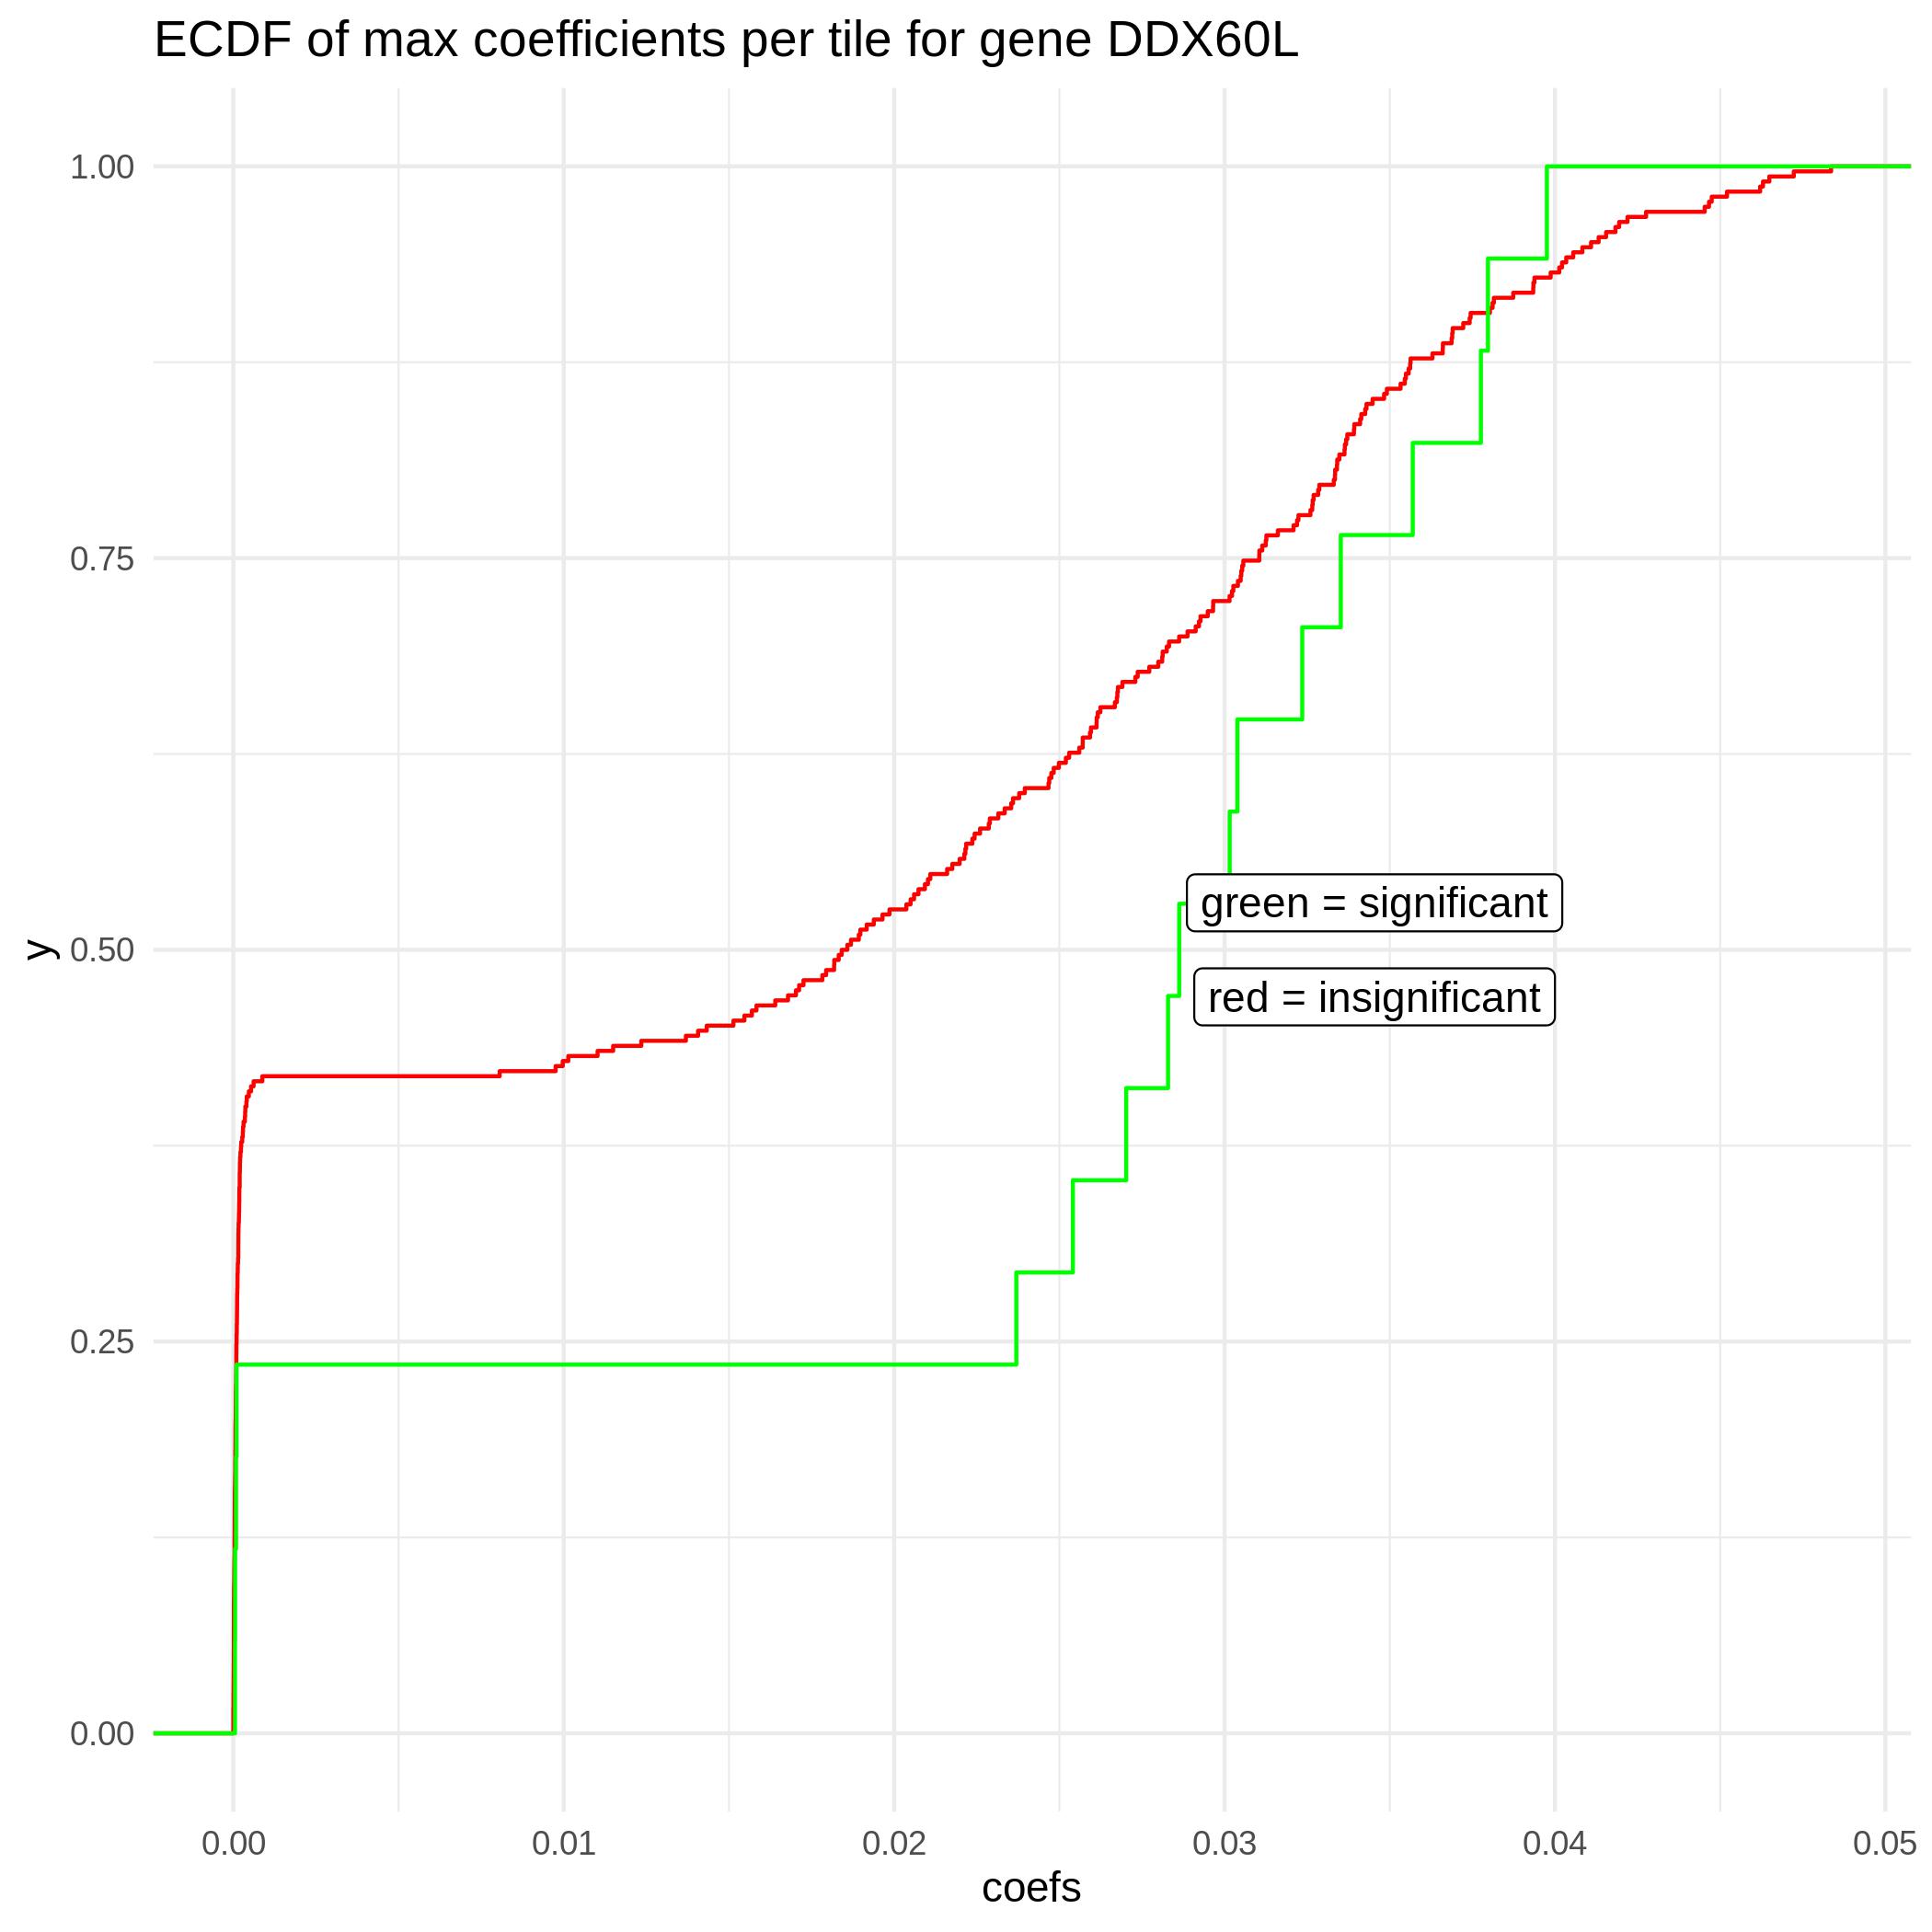 ECDF of max coefficients per tile for gene DDX60L
1.00
0.75
0.50
0.25
0.00
y
green = significant
red = insignificant
0.00 0.01 0.02 0.03 0.04 0.05
coefs